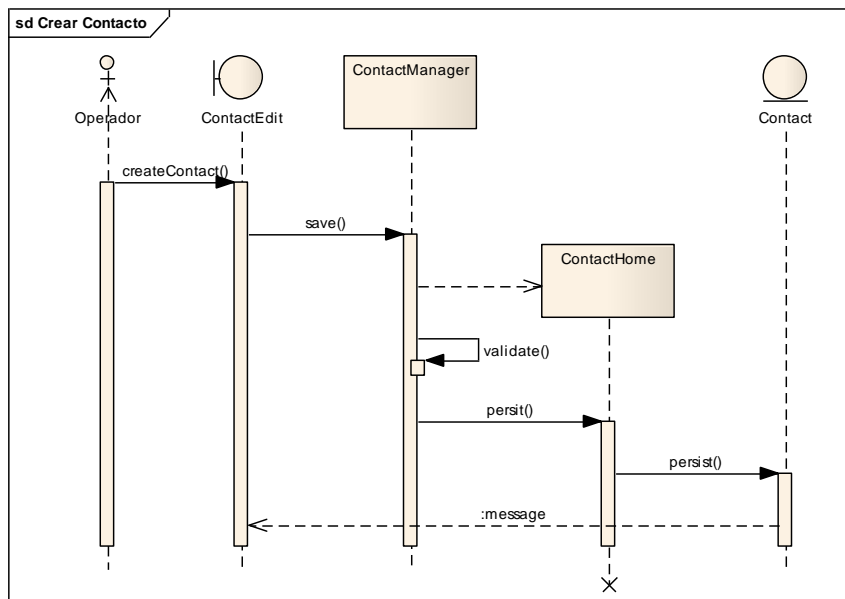 sd Crear Contacto
Operador
ContactEdit
ContactManager
Contact
createContact()
save()
ContactHome
validate()
persit()
persist()
:message